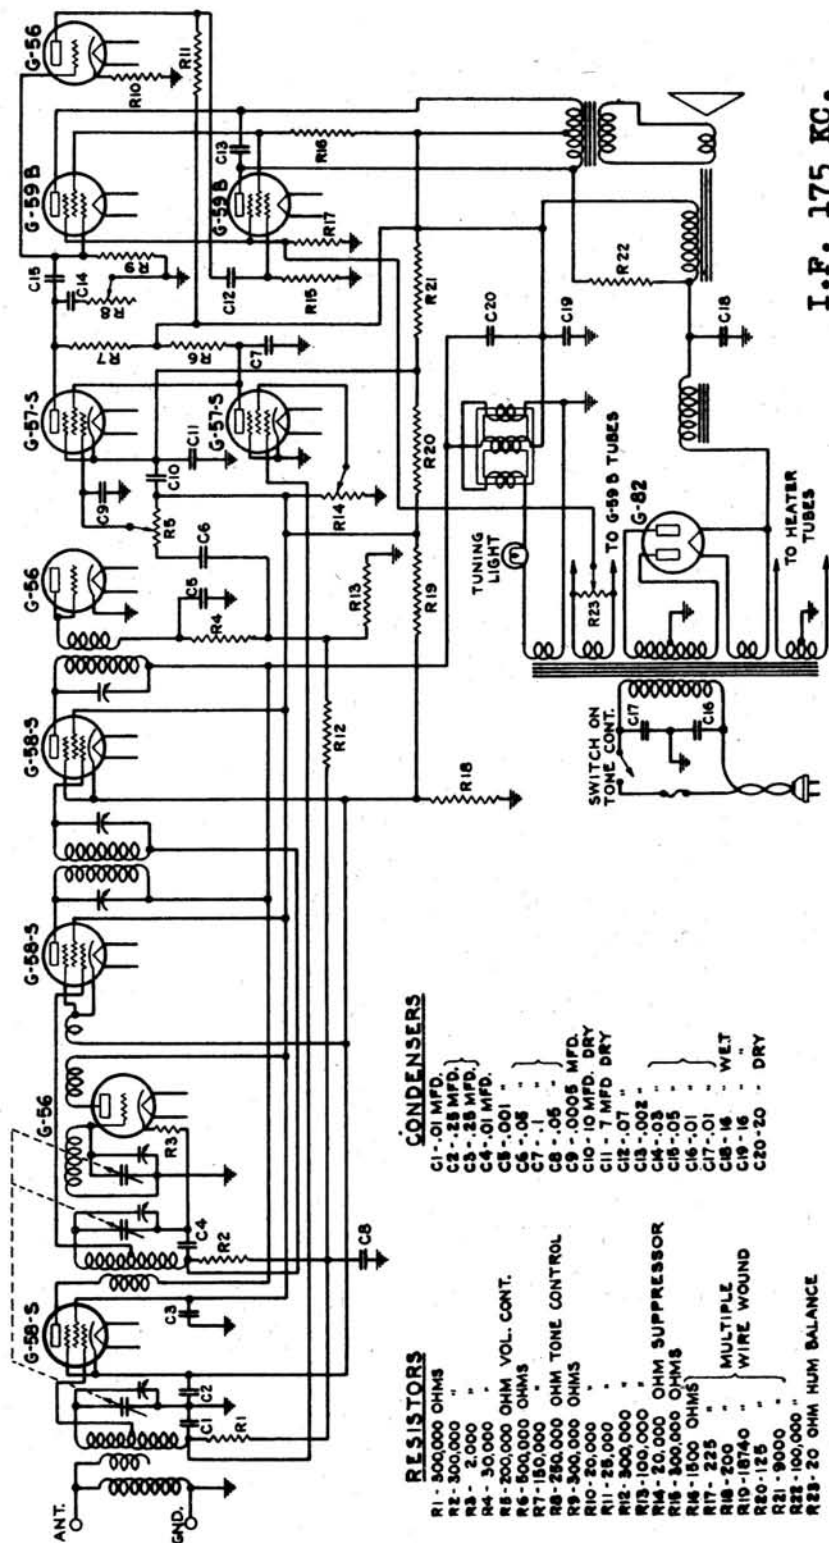 ANT.
GND.
G-58-S
G-56
G-58-S
G-58-S
G-56
G-57-S
G-57-S
G-59 B
G-59 B
G-56
C1
R1
C2
C3
C4
R2
R3
C8
R12
R4
C5
R13
C6
R5
C9
C10
C11
R14
R7
R6
C7
C15
C14
R8
R9
C12
R15
R17
C13
R16
R10
R11
R18
R19
R20
R21
R22
C20
C19
C18
TUNING
LIGHT
R23
TO G-59 B TUBES
G-82
TO HEATER
TUBES
SWITCH ON
TONE CONT.
C17
C16
I.F. 175 KC.
RESISTORS
R1 - 300,000 OHMS
R2 - 300,000 "
R3 - 2,000 "
R4 - 30,000 "
R5 - 200,000 OHM VOL. CONT.
R6 - 500,000 OHMS
R7 - 150,000 "
R8 - 250,000 OHM TONE CONTROL
R9 - 300,000 OHMS
R10 - 20,000 "
R11 - 25,000 "
R12 - 300,000 "
R13 - 100,000 "
R14 - 20,000 OHM SUPPRESSOR
R15 - 300,000 OHMS
R16 - 1500 OHMS
R17 - 225 "
R18 - 200 "
R19 - 18740 "
R20 - 125 "
R21 - 9000 "
MULTIPLE
WIRE WOUND
R22 - 100,000 "
R23 - 20 OHM HUM BALANCE
CONDENSERS
C1 - .01 MFD.
C2 - .25 MFD.
C3 - .25 MFD.
C4 - .01 MFD.
C5 - .001 "
C6 - .05 "
C7 - .1 "
C8 - .05 "
C9 - .0005 MFD.
C10 - 10 MFD. DRY
C11 - 7 MFD DRY
C12 - .07 "
C13 - .002 "
C14 - .03 "
C15 - .05 "
C16 - .01 "
C17 - .01 "
C18 - 16 " WET
C19 - 16 " "
C20 - 20 - DRY